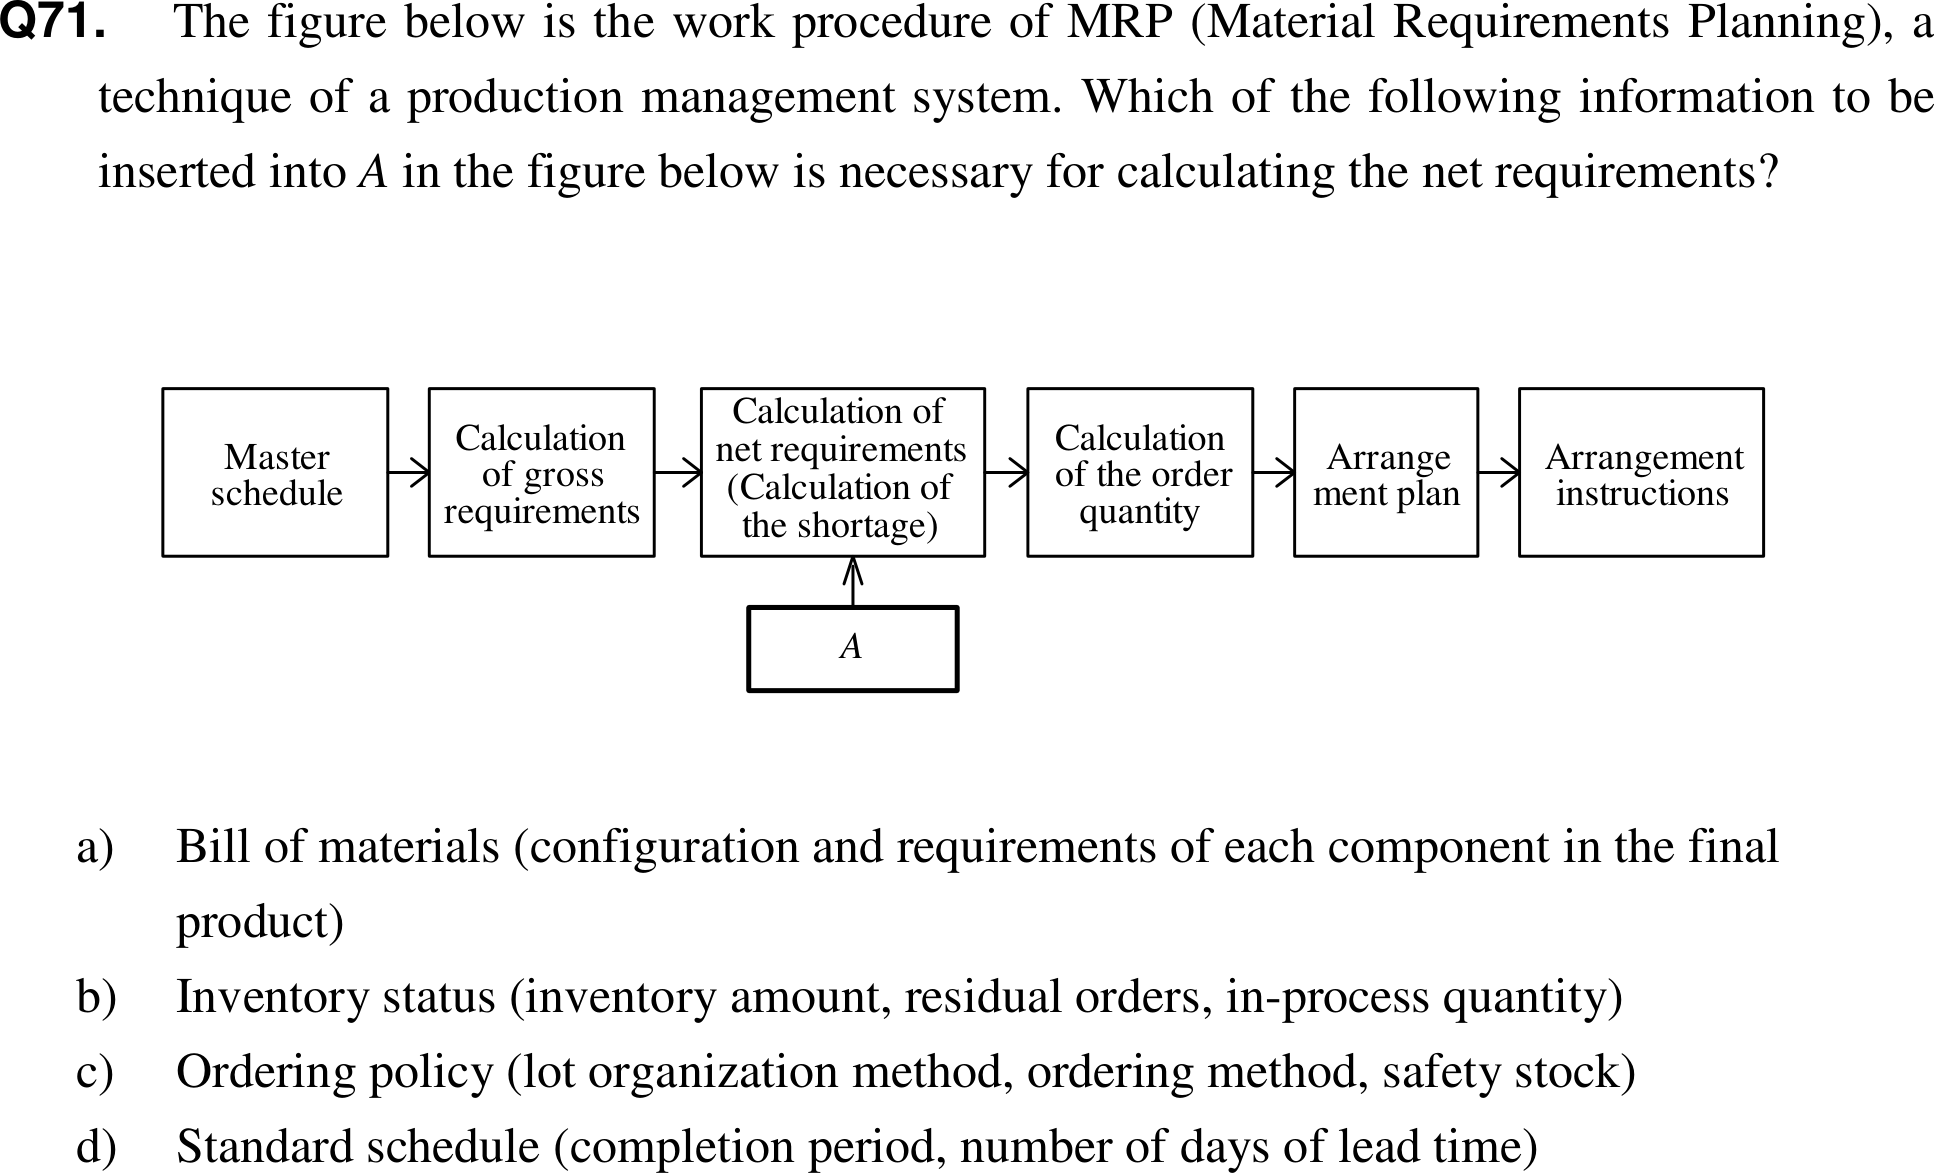 Q71. The figure below is the work procedure of MRP (Material Requirements Planning), a
technique of a production management system. Which of the following information to be
inserted into A in the figure below is necessary for calculating the net requirements?
Master
schedule
Calculation
of gross
requirements
Calculation of
net requirements
(Calculation of
the shortage)
Calculation
of the order
quantity
Arrange
ment plan
Arrangement
instructions
A
a) Bill of materials (configuration and requirements of each component in the final
product)
b) Inventory status (inventory amount, residual orders, in-process quantity)
c) Ordering policy (lot organization method, ordering method, safety stock)
d) Standard schedule (completion period, number of days of lead time)